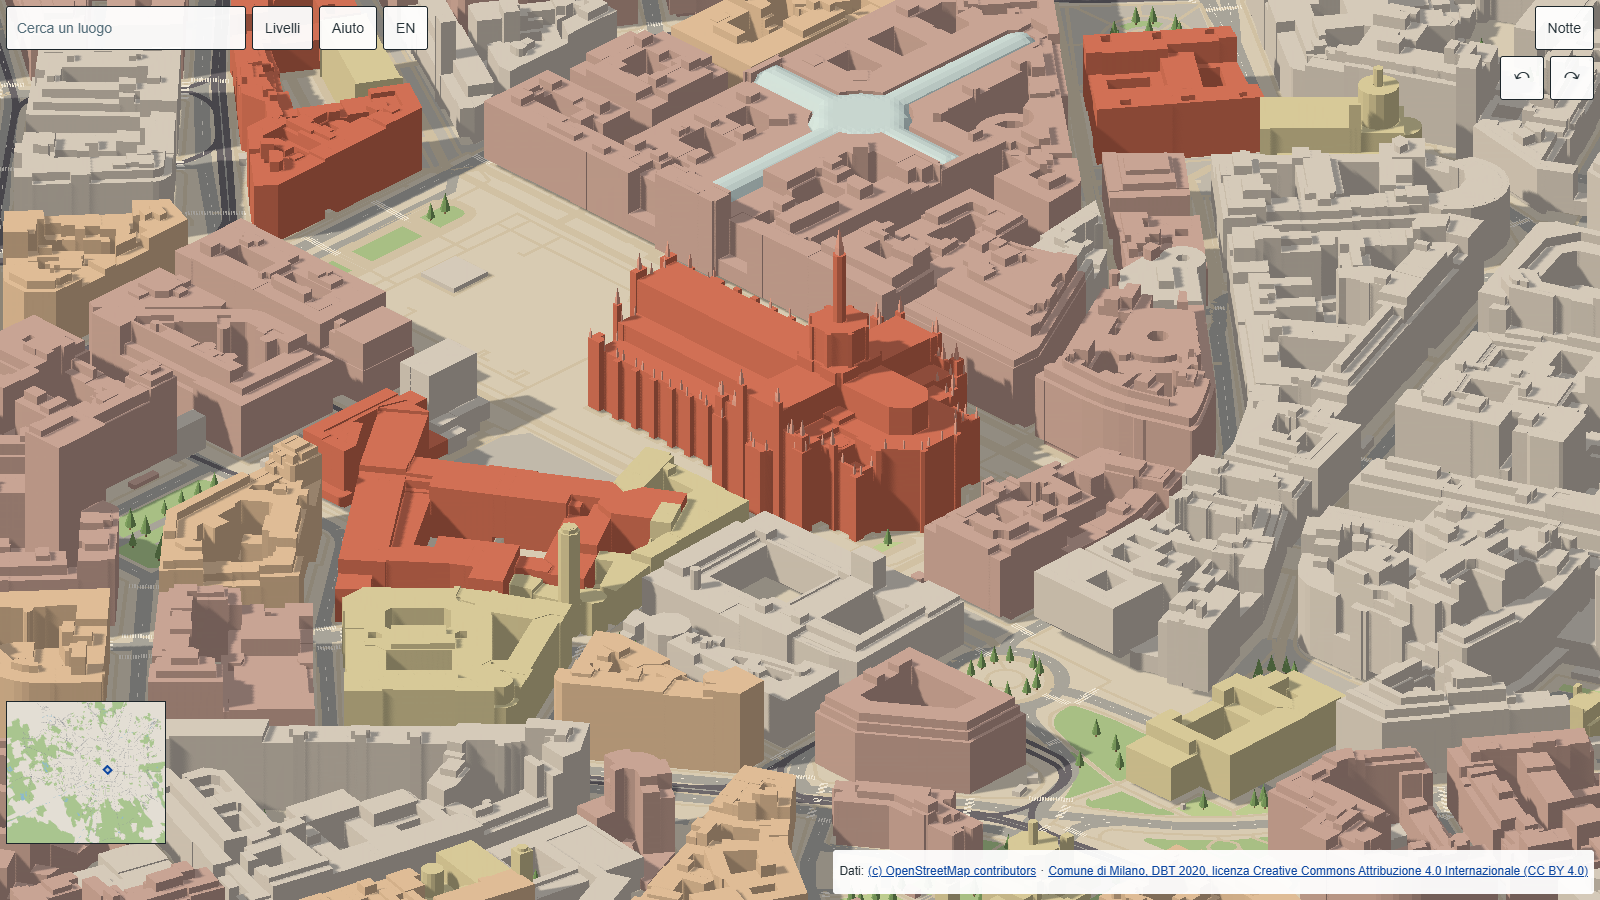 Cerca un luogo
Livelli
Aiuto
EN
Notte
Dati: (c) OpenStreetMap contributors · Comune di Milano, DBT 2020, licenza Creative Commons Attribuzione 4.0 Internazionale (CC BY 4.0)